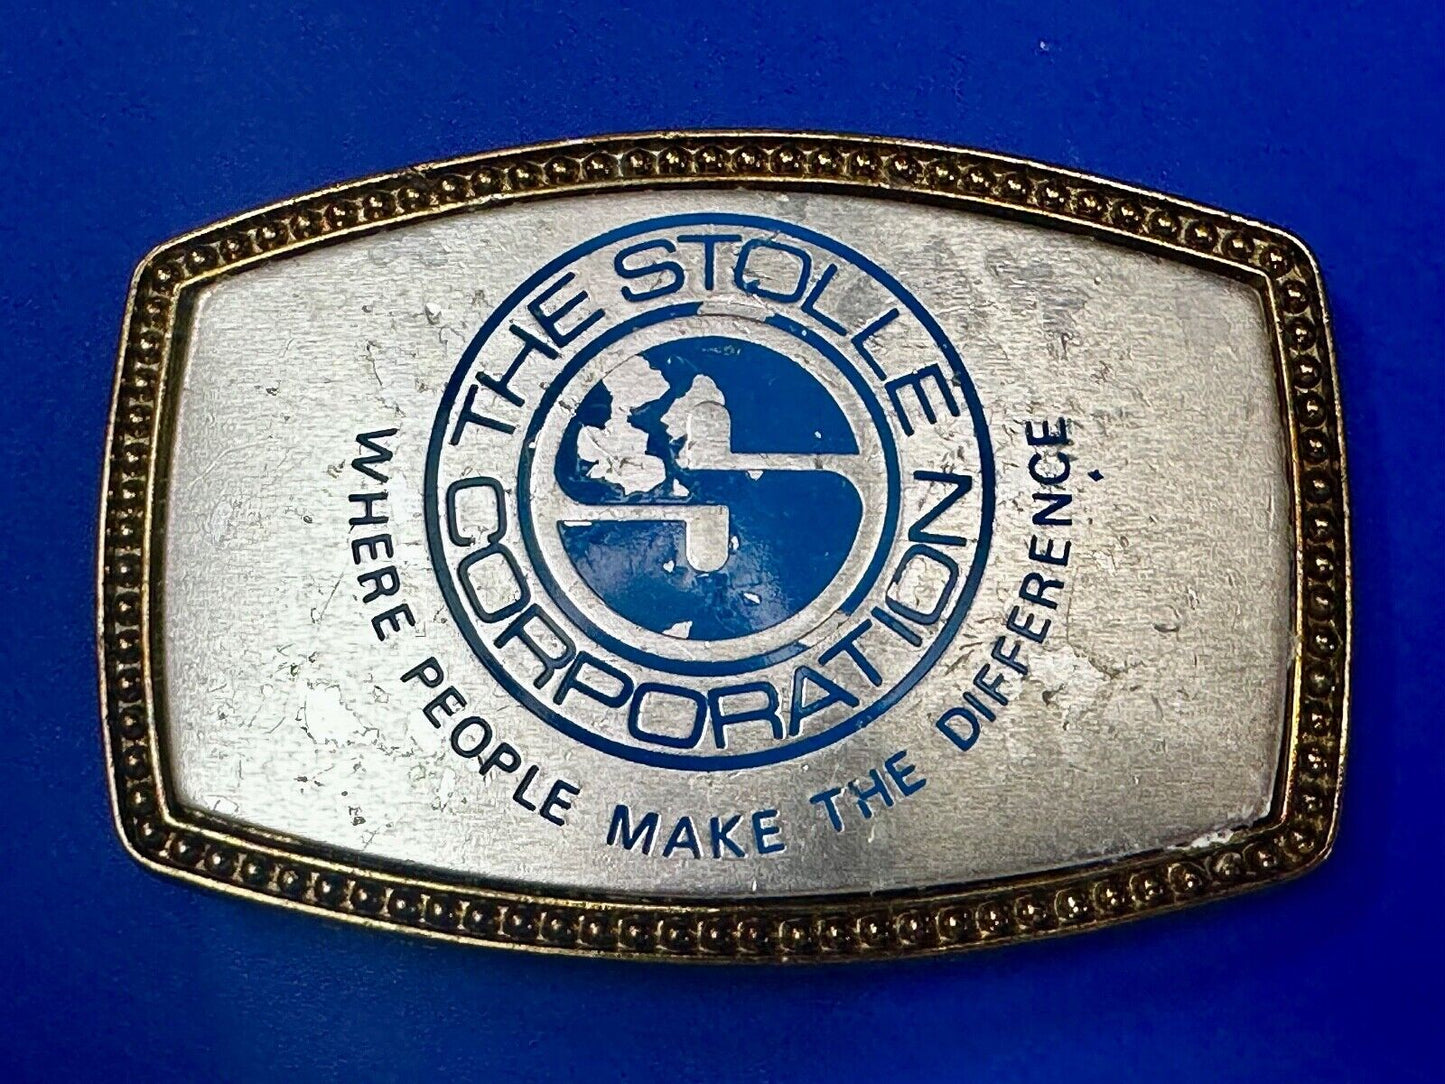 THE STOLLE
CORPORATION
WHERE PEOPLE MAKE THE DIFFERENCE